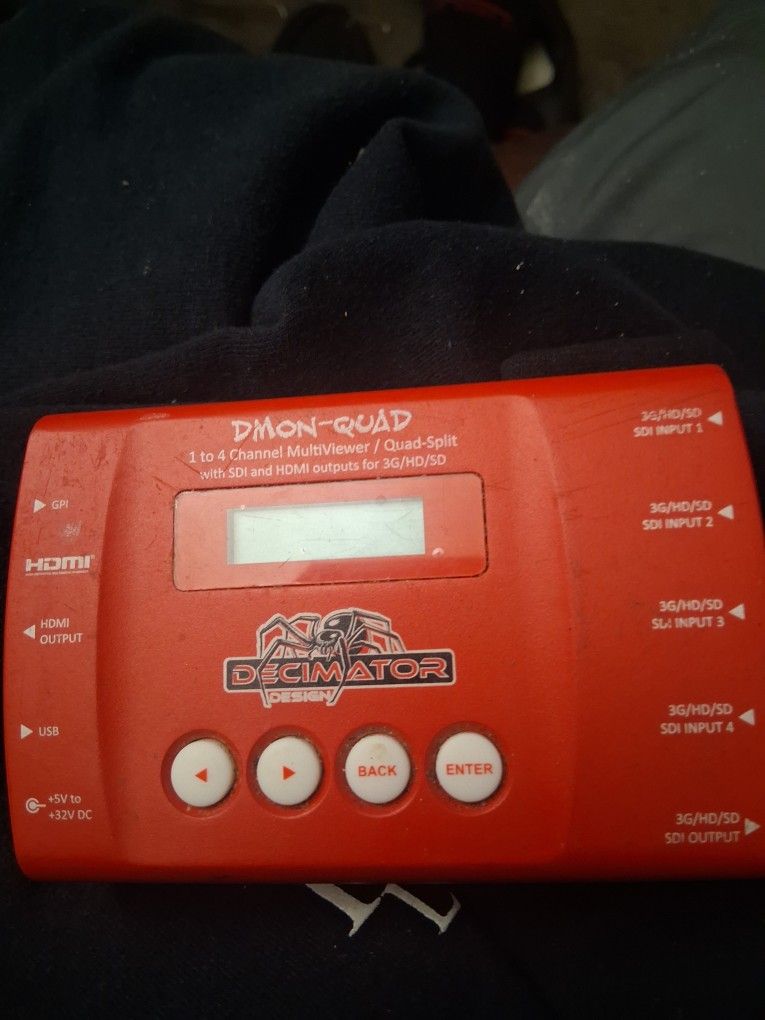 DMON-QUAD
1 to 4 Channel MultiViewer / Quad-Split
with SDI and HDMI outputs for 3G/HD/SD
GPI
HDMI
HDMI
OUTPUT
USB
+5V to
+32V DC
DECIMATOR
DESIGN
BACK
ENTER
3G/HD/SD
SDI INPUT 1
3G/HD/SD
SDI INPUT 2
3G/HD/SD
SDI INPUT 3
3G/HD/SD
SDI INPUT 4
3G/HD/SD
SDI OUTPUT